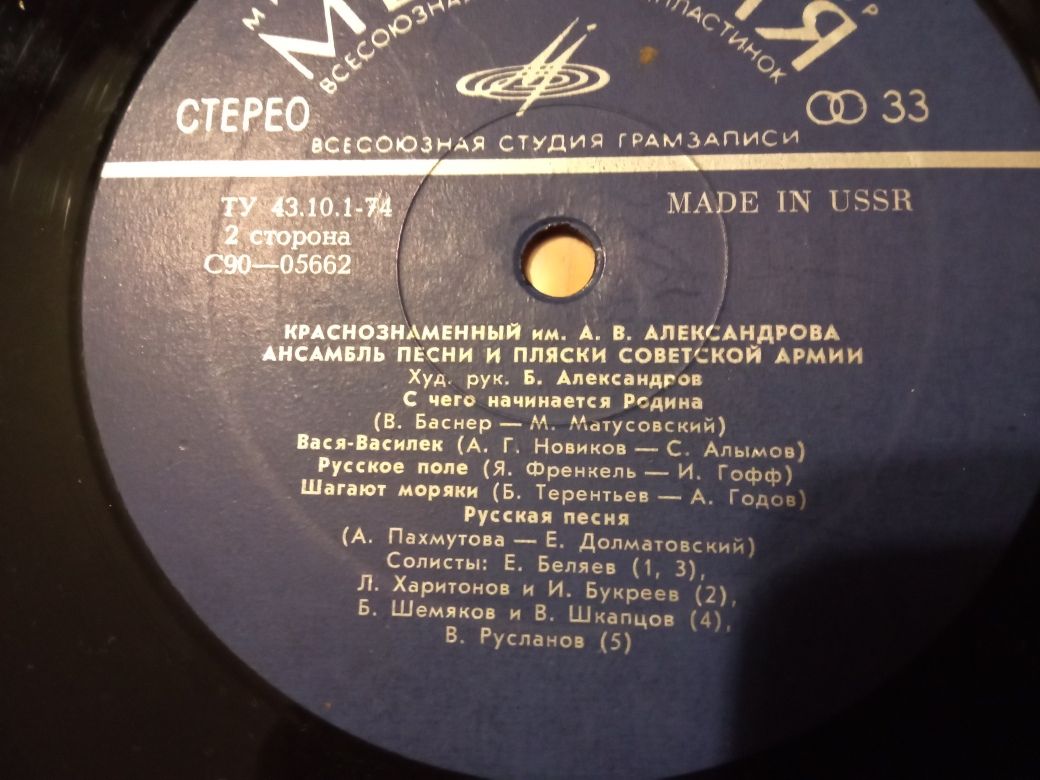 СТЕРЕО
33
ВСЕСОЮЗНАЯ СТУДИЯ ГРАМЗАПИСИ
ТУ 43.10.1-74
MADE IN USSR
2 сторона
С90—05662
КРАСНОЗНАМЕННЫЙ им. А. В. АЛЕКСАНДРОВА
АНСАМБЛЬ ПЕСНИ И ПЛЯСКИ СОВЕТСКОЙ АРМИИ
Худ. рук. Б. Александров
С чего начинается Родина
(В. Баснер — М. Матусовский)
Вася-Василек (А. Г. Новиков — С. Алымов)
Русское поле (Я. Френкель — И. Гофф)
Шагают моряки (Б. Терентьев — А. Годов)
Русская песня
(А. Пахмутова — Е. Долматовский)
Солисты: Е. Беляев (1, 3),
Л. Харитонов и И. Букреев (2),
Б. Шемяков и В. Шкапцов (4),
В. Русланов (5)